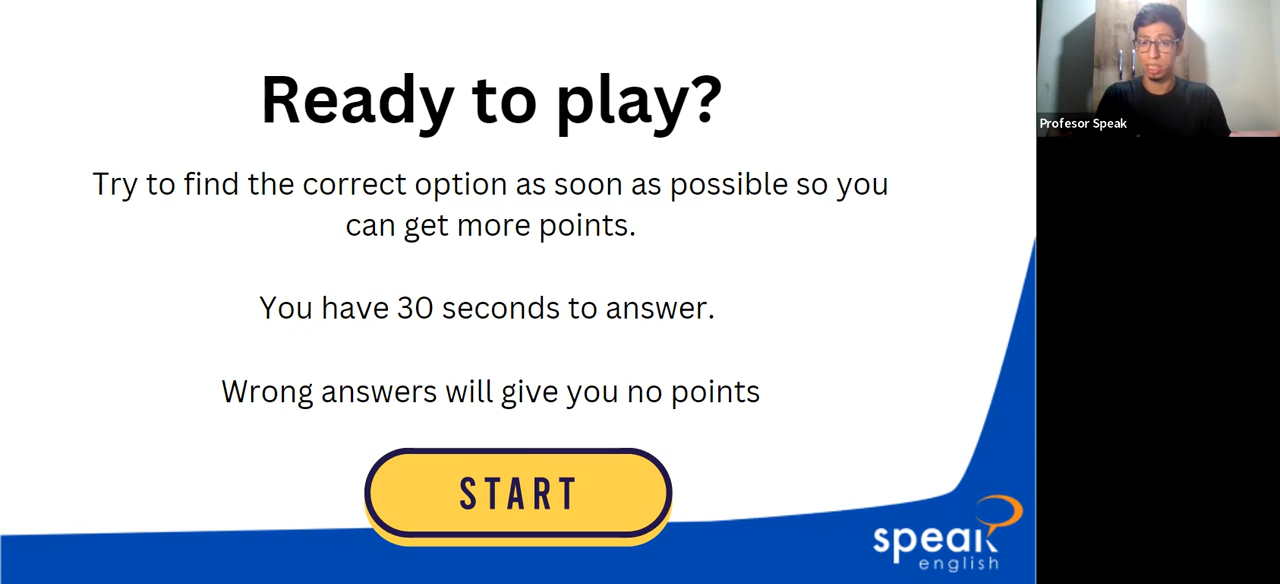 Ready to play?
Try to find the correct option as soon as possible so you
can get more points.
You have 30 seconds to answer.
Wrong answers will give you no points
START
speak
english
Profesor Speak